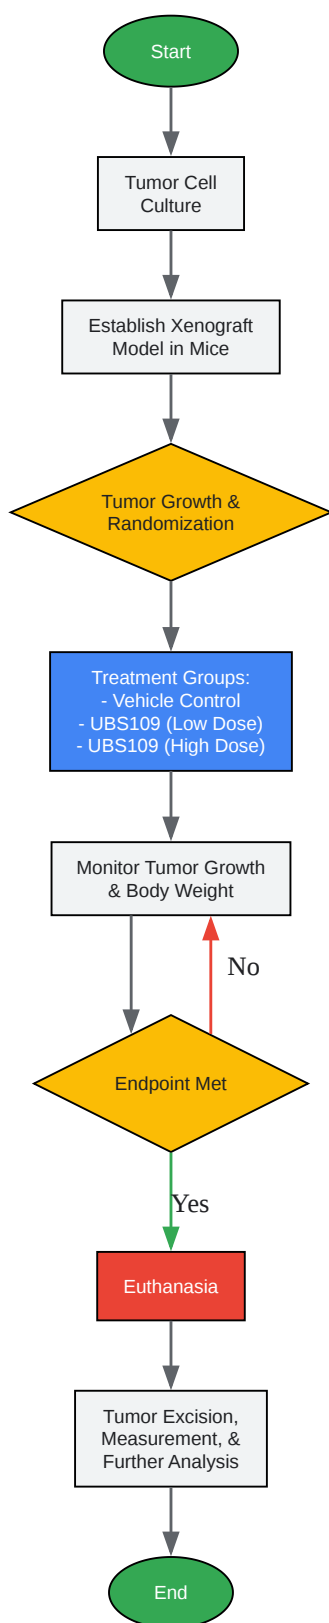 Start
Tumor Cell
Culture
Establish Xenograft
Model in Mice
Tumor Growth &
Randomization
Treatment Groups:
- Vehicle Control
- UBS109 (Low Dose)
- UBS109 (High Dose)
Monitor Tumor Growth
& Body Weight
No
Endpoint Met
Yes
Euthanasia
Tumor Excision,
Measurement, &
Further Analysis
End